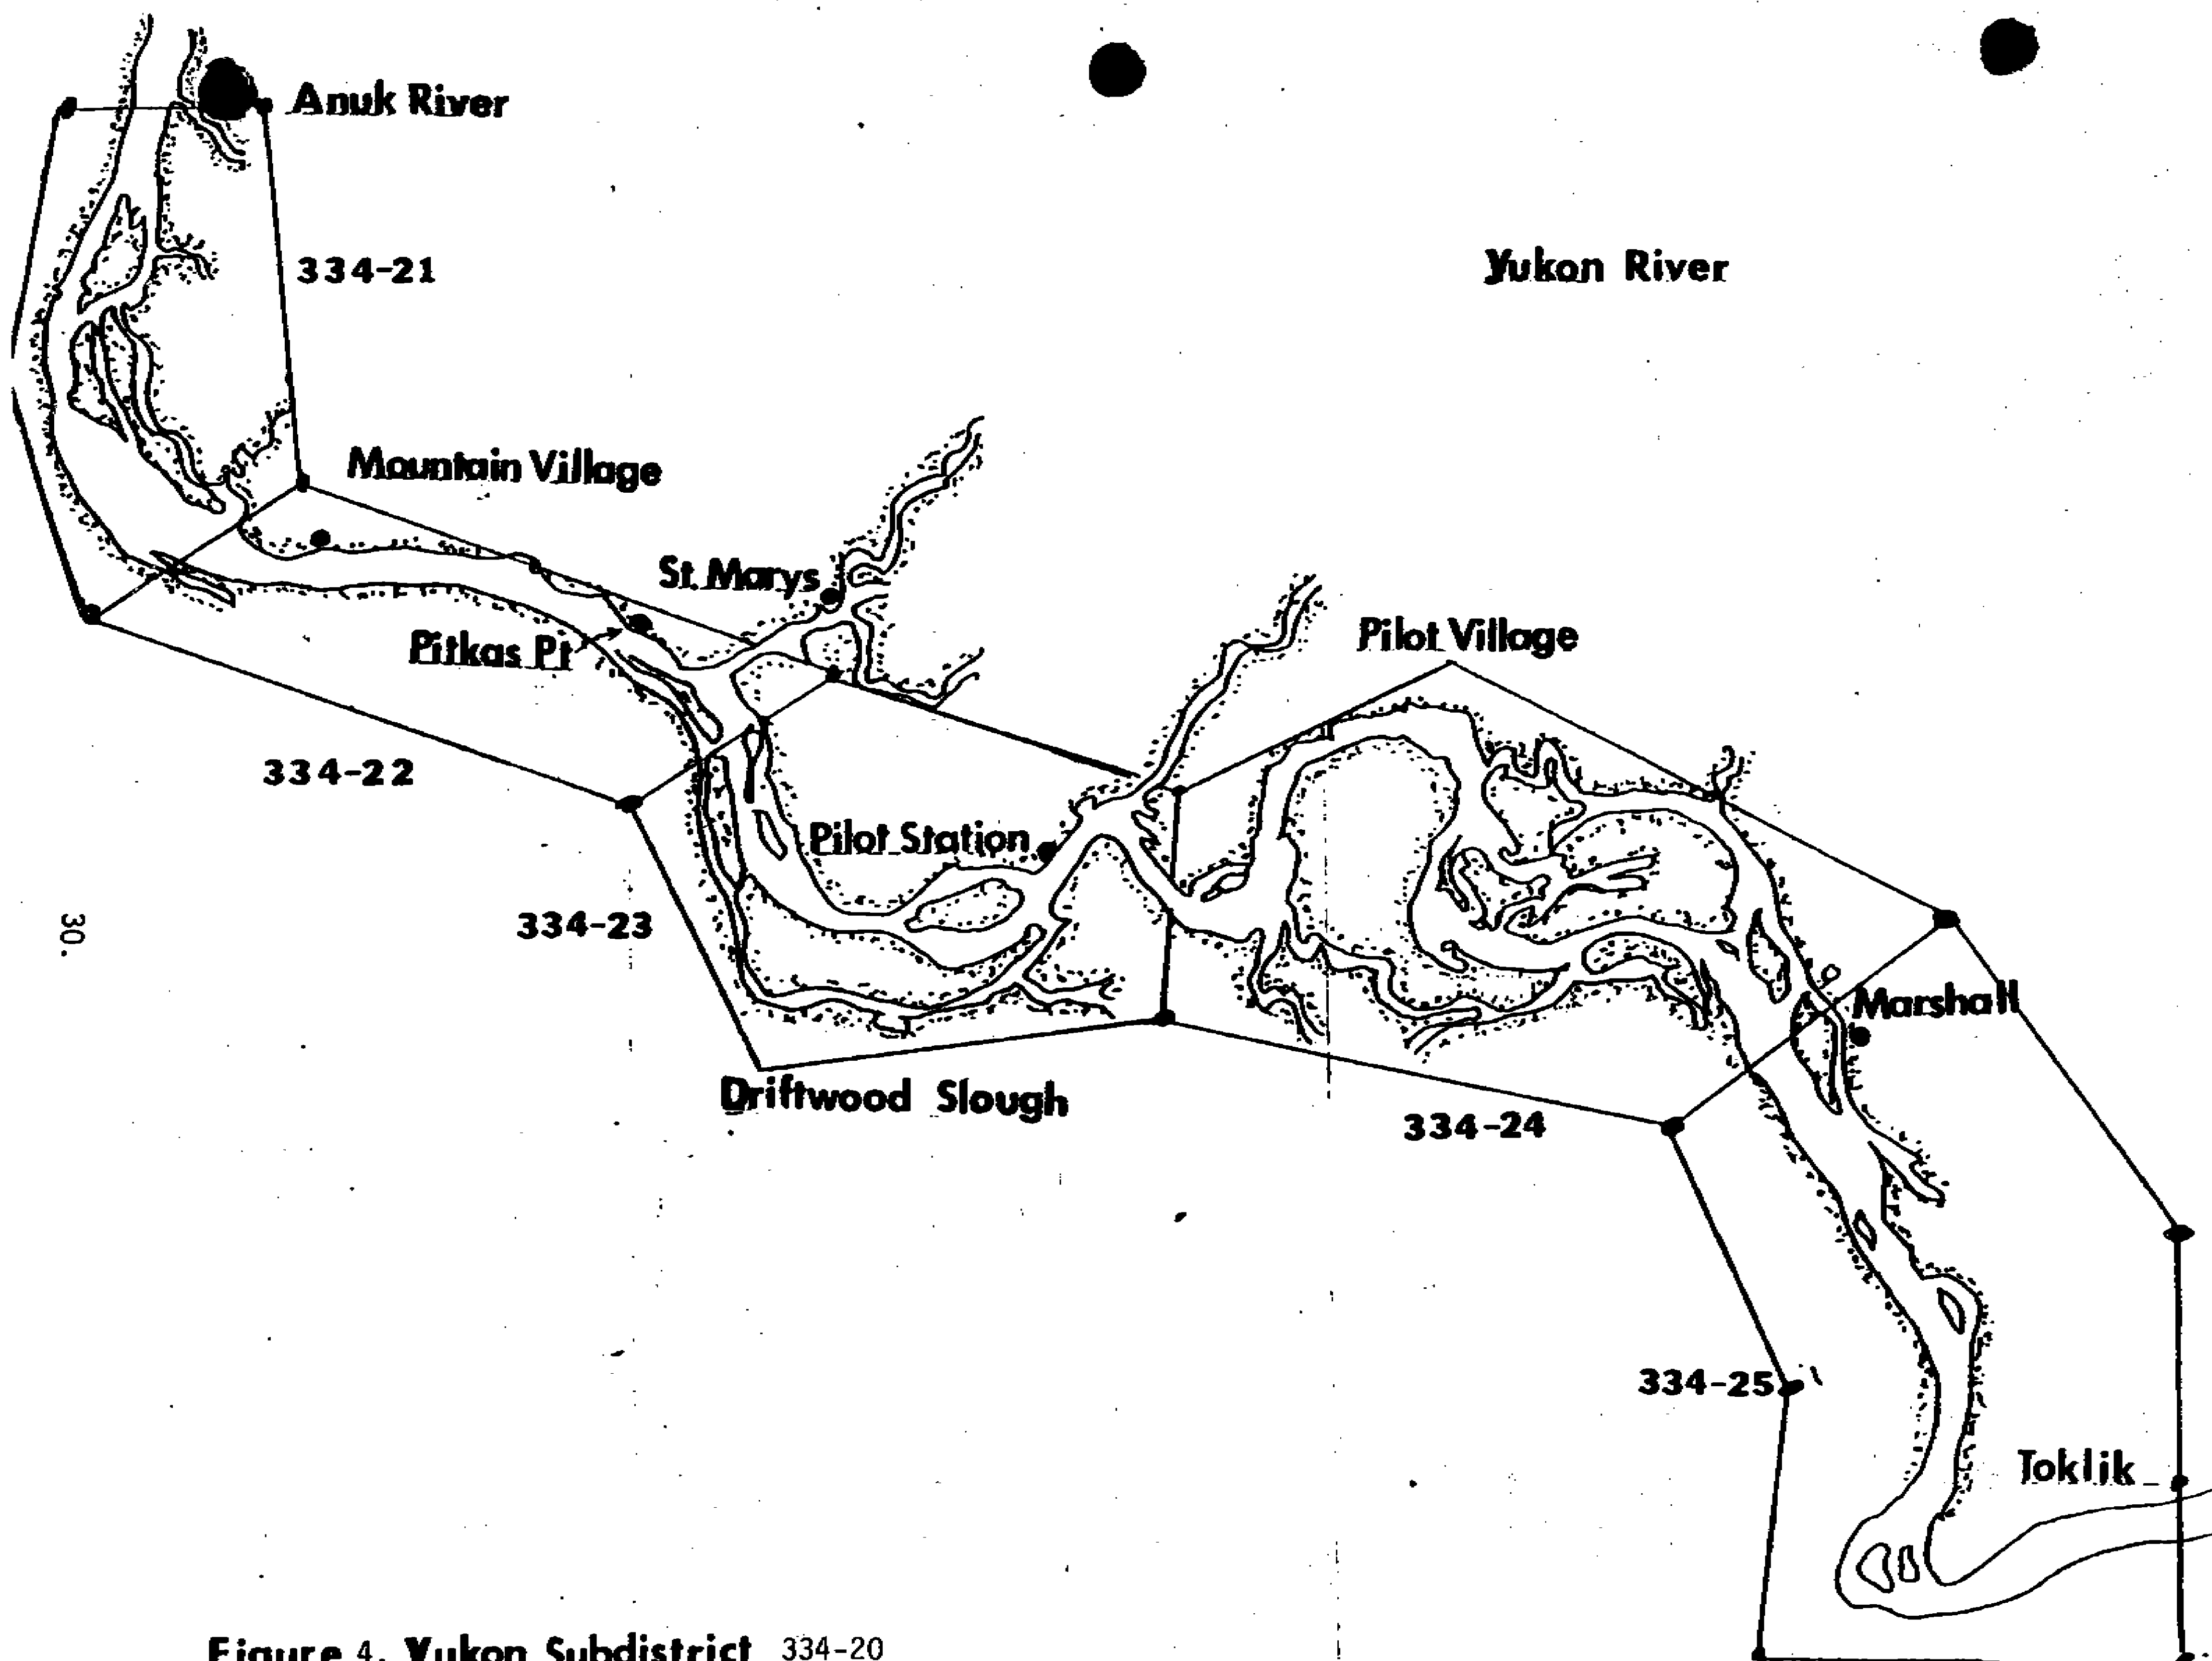 Anuk River
334-21
Yukon River
Mountain Village
St. Marys
Pitkas Pt
Pilot Village
334-22
Pilot Station
334-23
30.
Marshall
Driftwood Slough
334-24
334-25
Toklik
Figure 4. Yukon Subdistrict 334-20